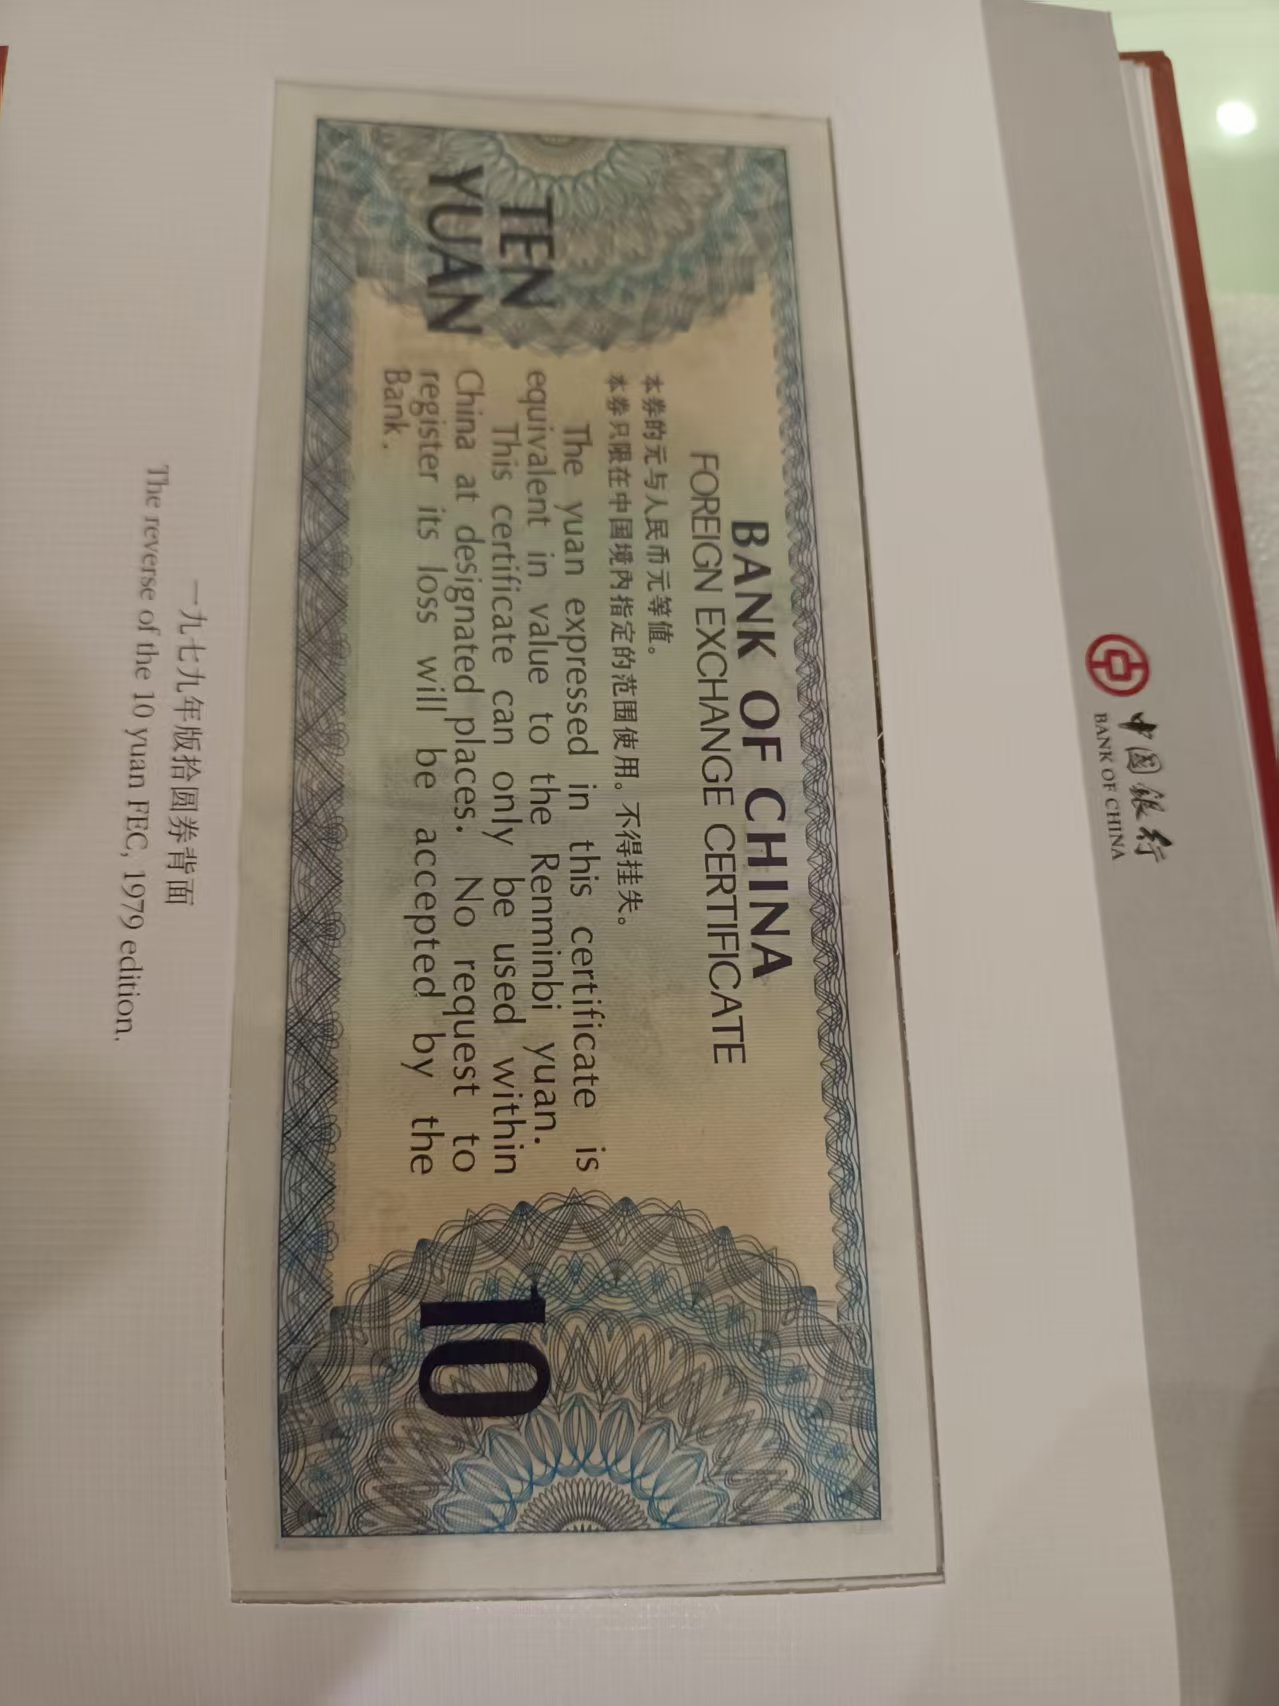 中国银行
BANK OF CHINA
BANK OF CHINA
FOREIGN EXCHANGE CERTIFICATE
本券的元与人民币元等值。
本券只限在中国境内指定的范围使用。不得挂失。
The yuan expressed in this certificate is
equivalent in value to the Renminbi yuan.
This certificate can only be used within
China at designated places. No request to
register its loss will be accepted by the
Bank.
TEN
YUAN
10
一九七九年版拾圆券背面
The reverse of the 10 yuan FEC, 1979 edition.